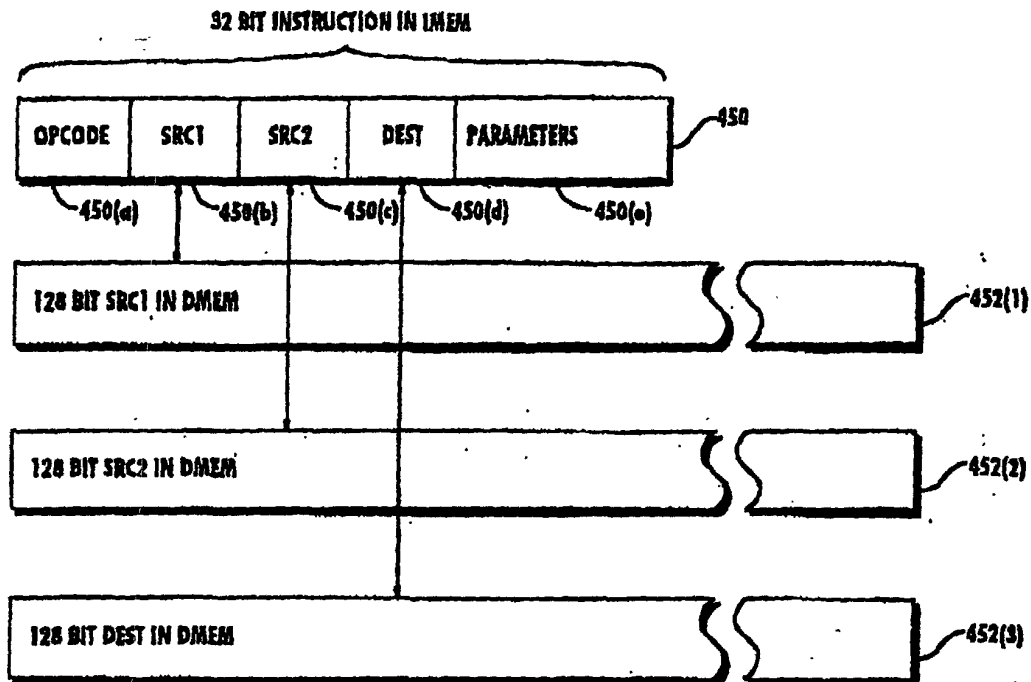 32 BIT INSTRUCTION IN IMEM
OPCODE SRC1 SRC2 DEST PARAMETERS
450
450(a) 450(b) 450(c) 450(d) 450(e)
128 BIT SRC1 IN DMEM
452(1)
128 BIT SRC2 IN DMEM
452(2)
128 BIT DEST IN DMEM
452(3)